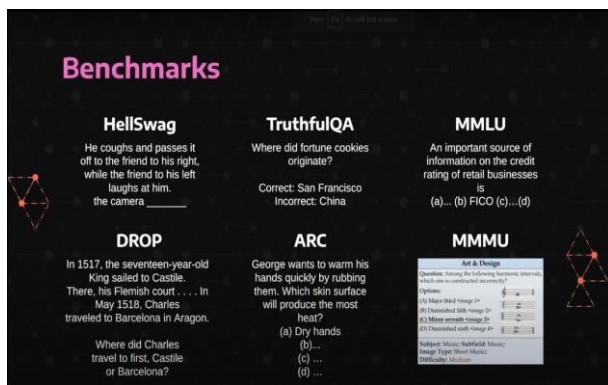 Press Esc to exit full screen
Benchmarks
HellSwag
He coughs and passes it
off to the friend to his right,
while the friend to his left
laughs at him.
the camera _______
TruthfulQA
Where did fortune cookies
originate?
Correct: San Francisco
Incorrect: China
MMLU
An important source of
information on the credit
rating of retail businesses
is
(a)... (b) FICO (c)...(d)
DROP
In 1517, the seventeen-year-old
King sailed to Castile.
There, his Flemish court . . . . In
May 1518, Charles
traveled to Barcelona in Aragon.
Where did Charles
travel to first, Castile
or Barcelona?
ARC
George wants to warm his
hands quickly by rubbing
them. Which skin surface
will produce the most
heat?
(a) Dry hands
(b)...
(c) ...
(d) ...
MMMU
Art & Design
Question: Among the following harmonic intervals,
which one is constructed incorrectly?
Options:
(A) Major third <image 1>
(B) Diminished fifth <image 2>
(C) Minor seventh <image 3>
(D) Diminished sixth <image 4>
Subject: Music; Subfield: Music;
Image Type: Sheet Music;
Difficulty: Medium